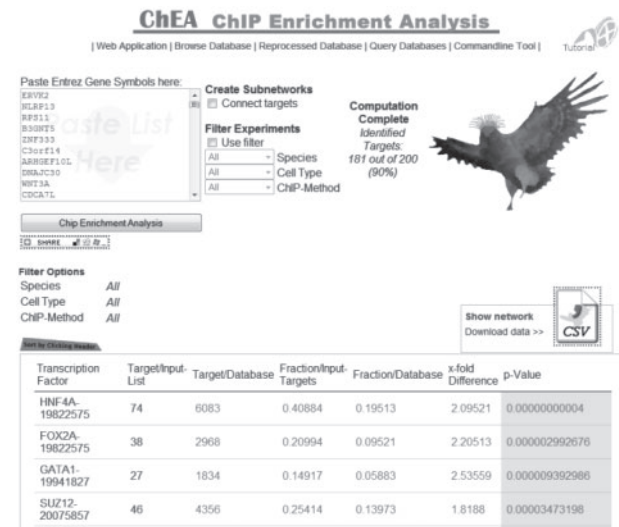 ChEA ChIP Enrichment Analysis
| Web Application | Browse Database | Reprocessed Database | Query Databases | Commandline Tool |
Tutorial
Paste Entrez Gene Symbols here:
ERVK2
NLRP13
RPS11
B3GNT5
ZNF333
C3orf14
ARHGEF10L
DNAJC30
WNT3A
CDCA7L
Paste List
Here
Chip Enrichment Analysis
SHARE
Create Subnetworks
Connect targets
Filter Experiments
Use filter
All Species
All Cell Type
All ChIP-Method
Computation
Complete
Identified
Targets:
181 out of 200
(90%)
Filter Options
Species All
Cell Type All
ChIP-Method All
Show network
Download data >>
CSV
Sort by Clicking Header
Transcription Factor Target/Input-List Target/Database Fraction/Input-Targets Fraction/Database x-fold Difference p-Value
HNF4A-19822575 74 6083 0.40884 0.19513 2.09521 0.00000000004
FOX2A-19822575 38 2968 0.20994 0.09521 2.20513 0.000002992676
GATA1-19941827 27 1834 0.14917 0.05883 2.53559 0.000009392986
SUZ12-20075857 46 4356 0.25414 0.13973 1.8188 0.00003473198